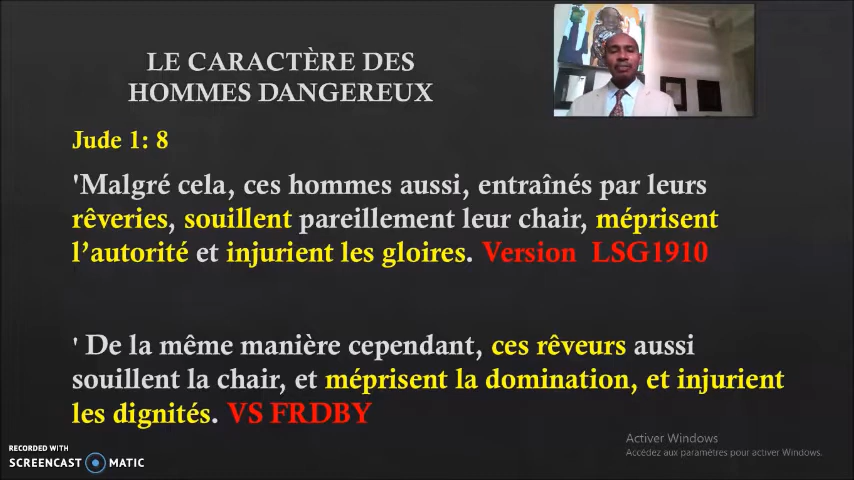 LE CARACTÈRE DES
HOMMES DANGEREUX
Jude 1: 8
'Malgré cela, ces hommes aussi, entraînés par leurs
rêveries, souillent pareillement leur chair, méprisent
l'autorité et injurient les gloires. Version LSG1910
' De la même manière cependant, ces rêveurs aussi
souillent la chair, et méprisent la domination, et injurient
les dignités. VS FRDBY
Activer Windows
Accédez aux paramètres pour activer Windows.
RECORDED WITH
SCREENCAST MATIC